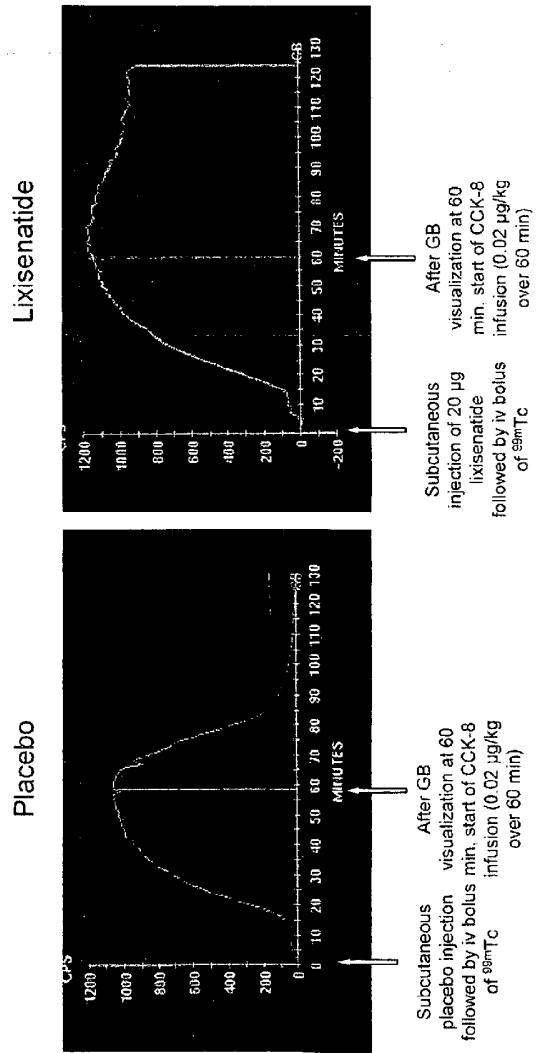 Placebo
CPS
1200
1000
800
600
400
200
0
0 10 20 30 40 50 60 70 80 90 100 110 120 130
GB
MINUTES
Subcutaneous
placebo injection
followed by iv bolus
of ⁹⁹ᵐTc
After GB
visualization at 60
min, start of CCK-8
infusion (0.02 µg/kg
over 60 min)
Lixisenatide
1200
1000
800
600
400
200
0
-200
10 20 30 40 50 60 70 80 90 100 110 120 130
GB
MINUTES
Subcutaneous
injection of 20 µg
lixisenatide
followed by iv bolus
of ⁹⁹ᵐTc
After GB
visualization at 60
min, start of CCK-8
infusion (0.02 µg/kg
over 60 min)